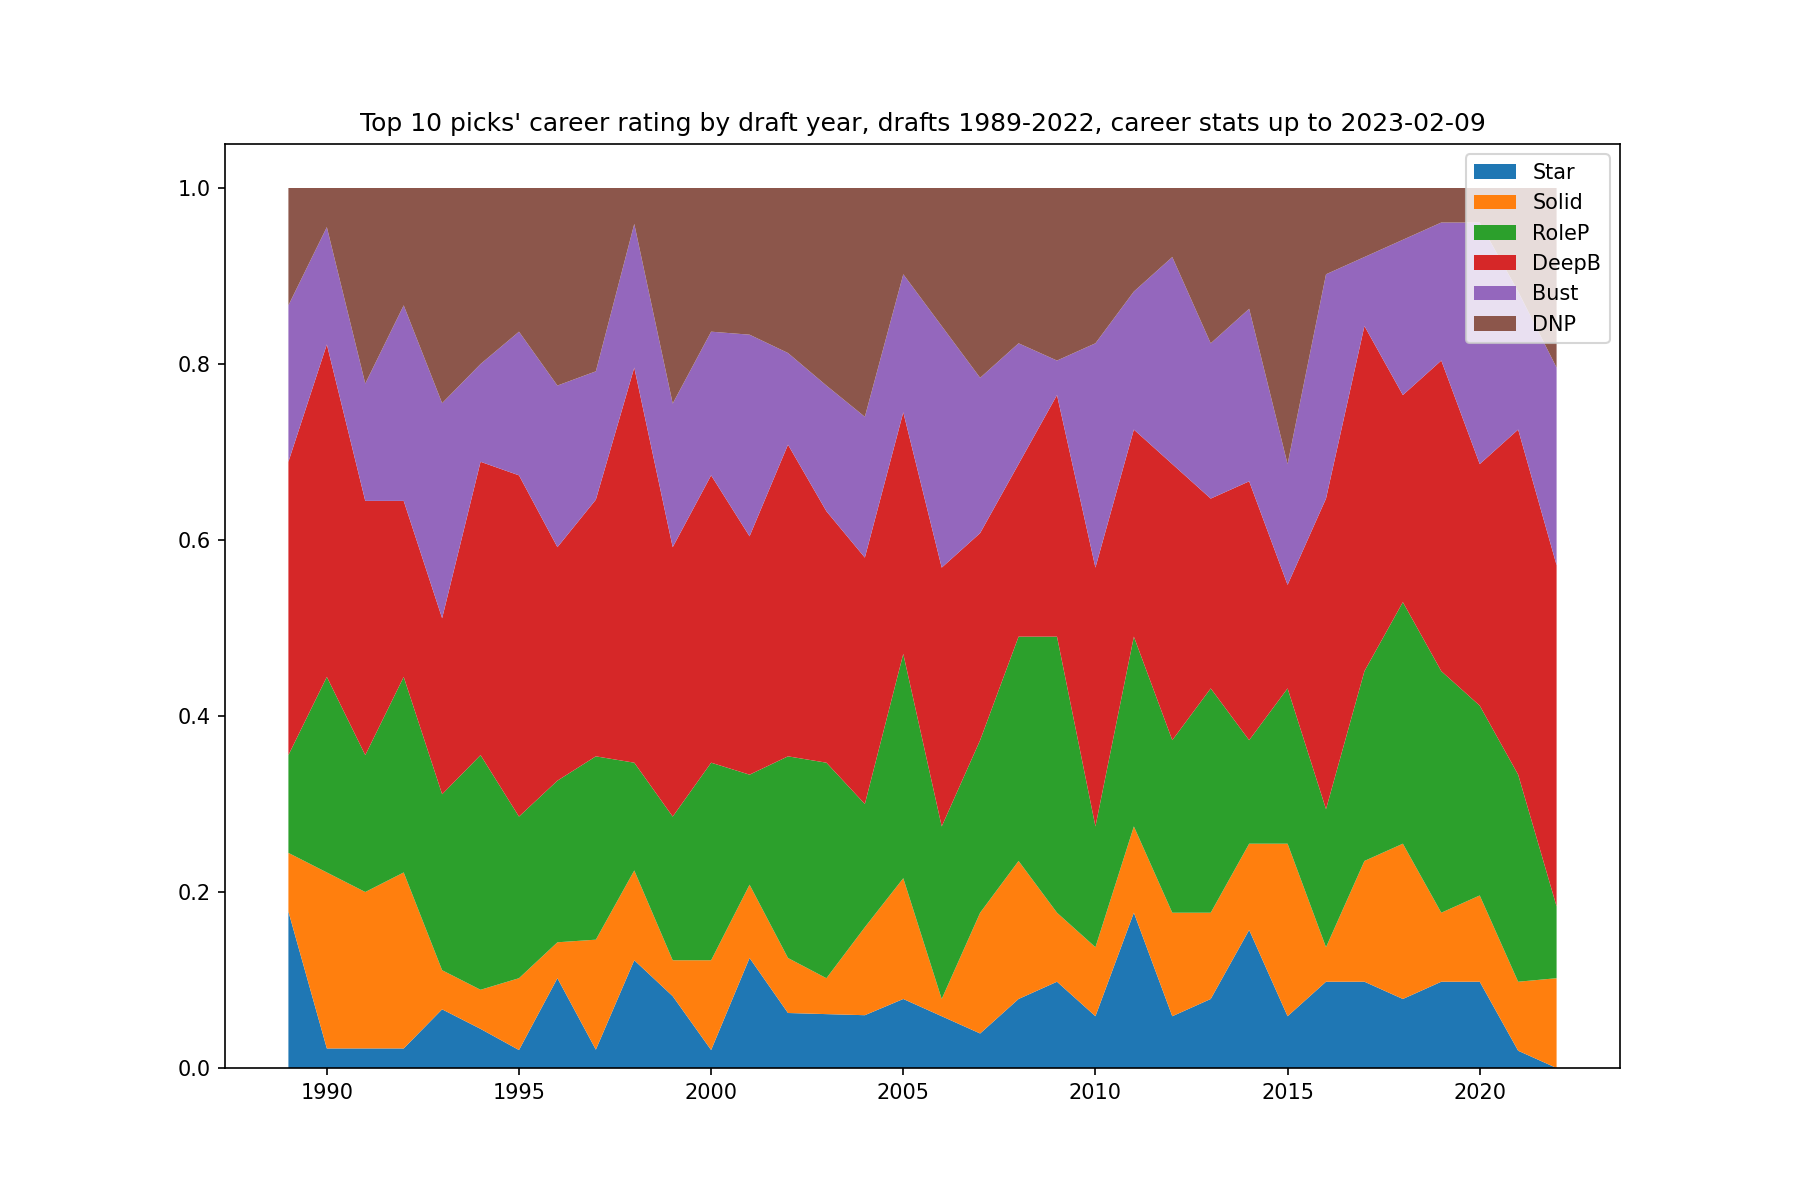 Top 10 picks' career rating by draft year, drafts 1989-2022, career stats up to 2023-02-09
Star
Solid
RoleP
DeepB
Bust
DNP
1.0
0.8
0.6
0.4
0.2
0.0
1990 1995 2000 2005 2010 2015 2020